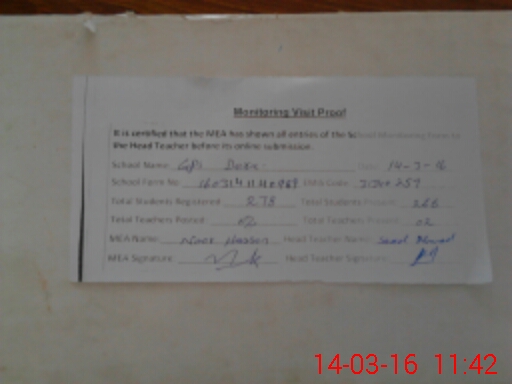 Monitoring Visit Proof
It is certified that the MEA has shown all entries of the School Monitoring Form to
the Head Teacher before its online submission.
School Name GPS Date: 14-3-16
School Form No EMIS Code:
Total Students Registered 278 Total Students Present 266
Total Teachers Posted 02 Total Teachers Present 02
MEA Name: Noor Hassan Head Teacher Name:
MEA Signature Head Teacher Signature
14-03-16 11:42